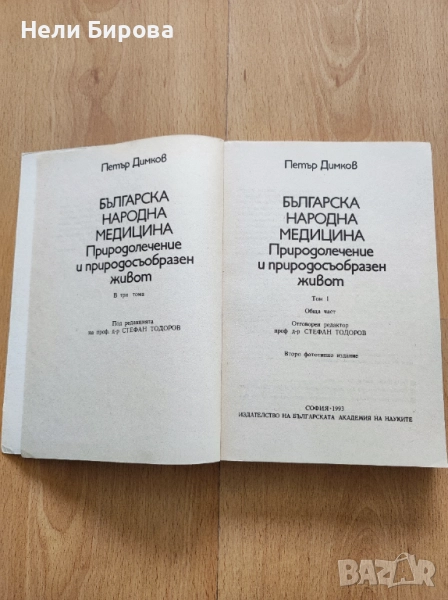 Нели Бирова
Петър Димков
БЪЛГАРСКА
НАРОДНА
МЕДИЦИНА
Природолечение
и природосъобразен
живот
В три тома
Под редакцията
на проф. д-р СТЕФАН ТОДОРОВ
Петър Димков
БЪЛГАРСКА
НАРОДНА
МЕДИЦИНА
Природолечение
и природосъобразен
живот
Том I
Обща част
Отговорен редактор
проф. д-р СТЕФАН ТОДОРОВ
Второ фототипно издание
СОФИЯ · 1993
ИЗДАТЕЛСТВО НА БЪЛГАРСКАТА АКАДЕМИЯ НА НАУКИТЕ
BAZAR